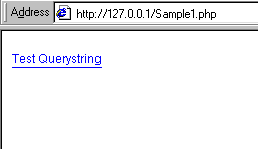 Address http://127.0.0.1/Sample1.php
Test Querystring